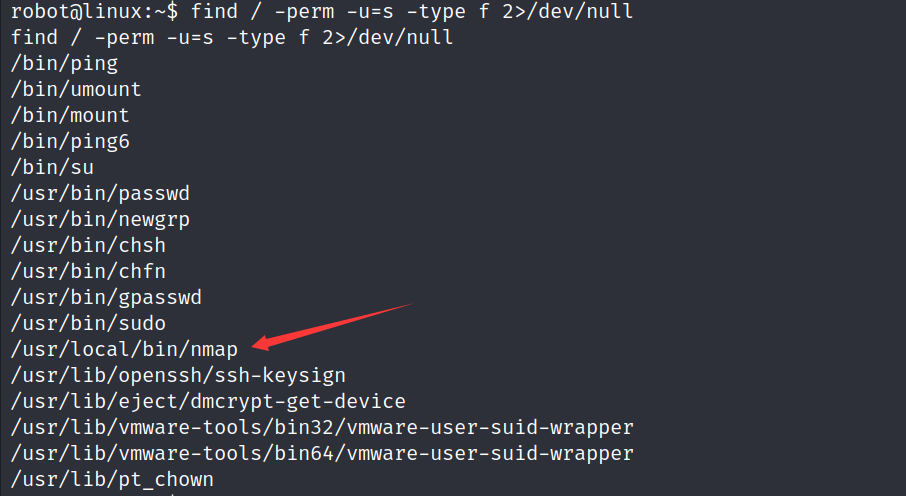 robot@linux:~$ find / -perm -u=s -type f 2>/dev/null
find / -perm -u=s -type f 2>/dev/null
/bin/ping
/bin/umount
/bin/mount
/bin/ping6
/bin/su
/usr/bin/passwd
/usr/bin/newgrp
/usr/bin/chsh
/usr/bin/chfn
/usr/bin/gpasswd
/usr/bin/sudo
/usr/local/bin/nmap
/usr/lib/openssh/ssh-keysign
/usr/lib/eject/dmcrypt-get-device
/usr/lib/vmware-tools/bin32/vmware-user-suid-wrapper
/usr/lib/vmware-tools/bin64/vmware-user-suid-wrapper
/usr/lib/pt_chown